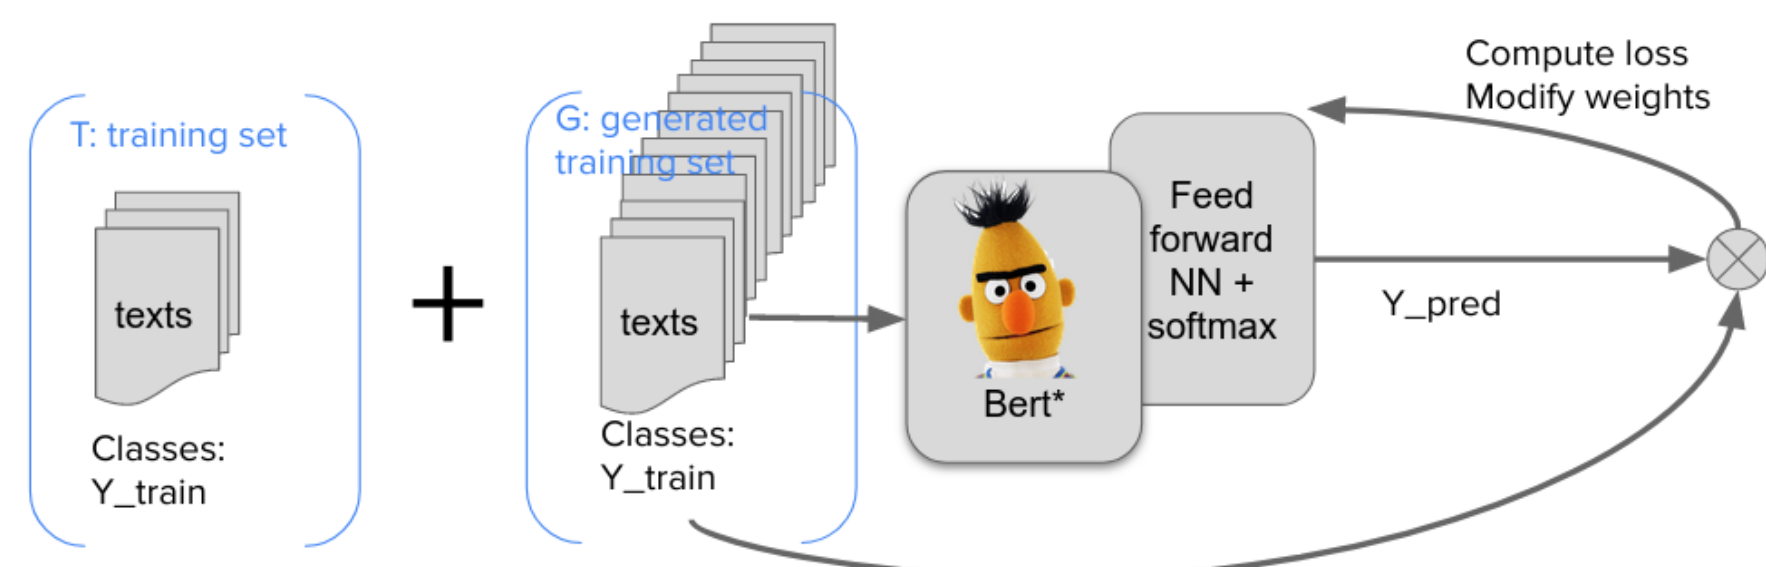 T: training set
texts
Classes:
Y_train
+
G: generated
training set
texts
Classes:
Y_train
Bert*
Feed
forward
NN +
softmax
Compute loss
Modify weights
Y_pred